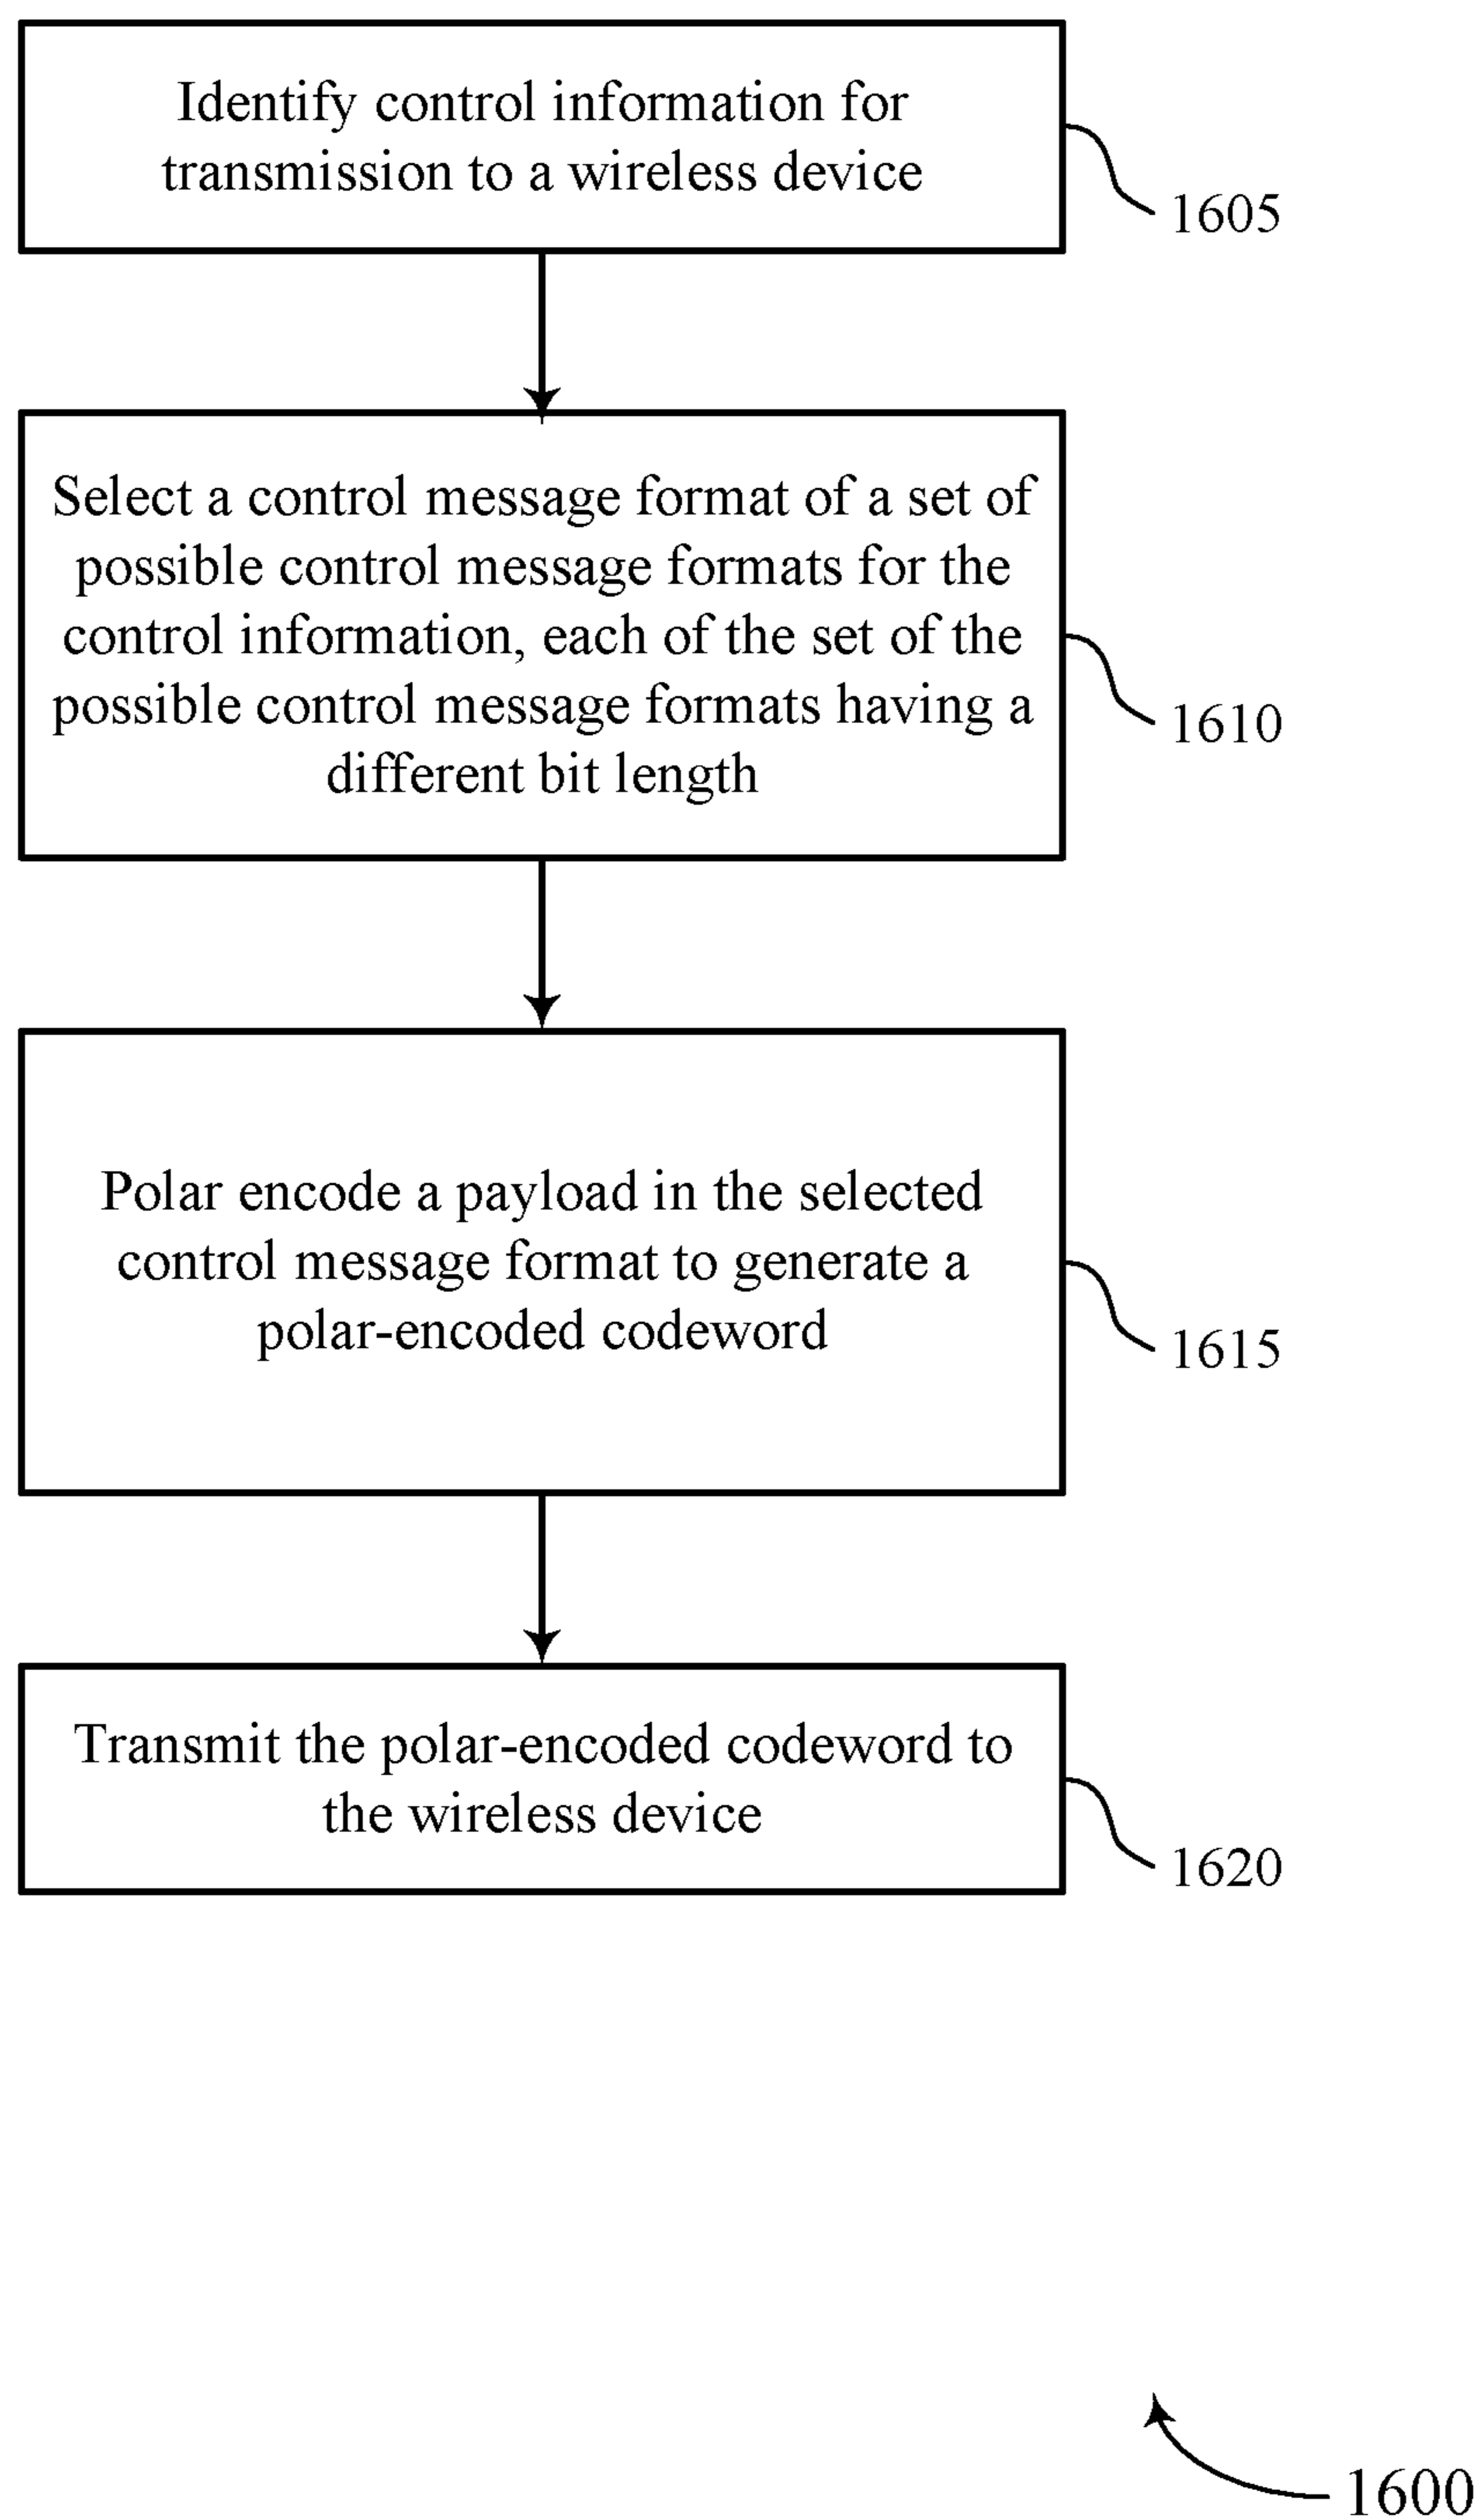 Identify control information for
transmission to a wireless device
1605
Select a control message format of a set of
possible control message formats for the
control information, each of the set of the
possible control message formats having a
different bit length
1610
Polar encode a payload in the selected
control message format to generate a
polar-encoded codeword
1615
Transmit the polar-encoded codeword to
the wireless device
1620
1600